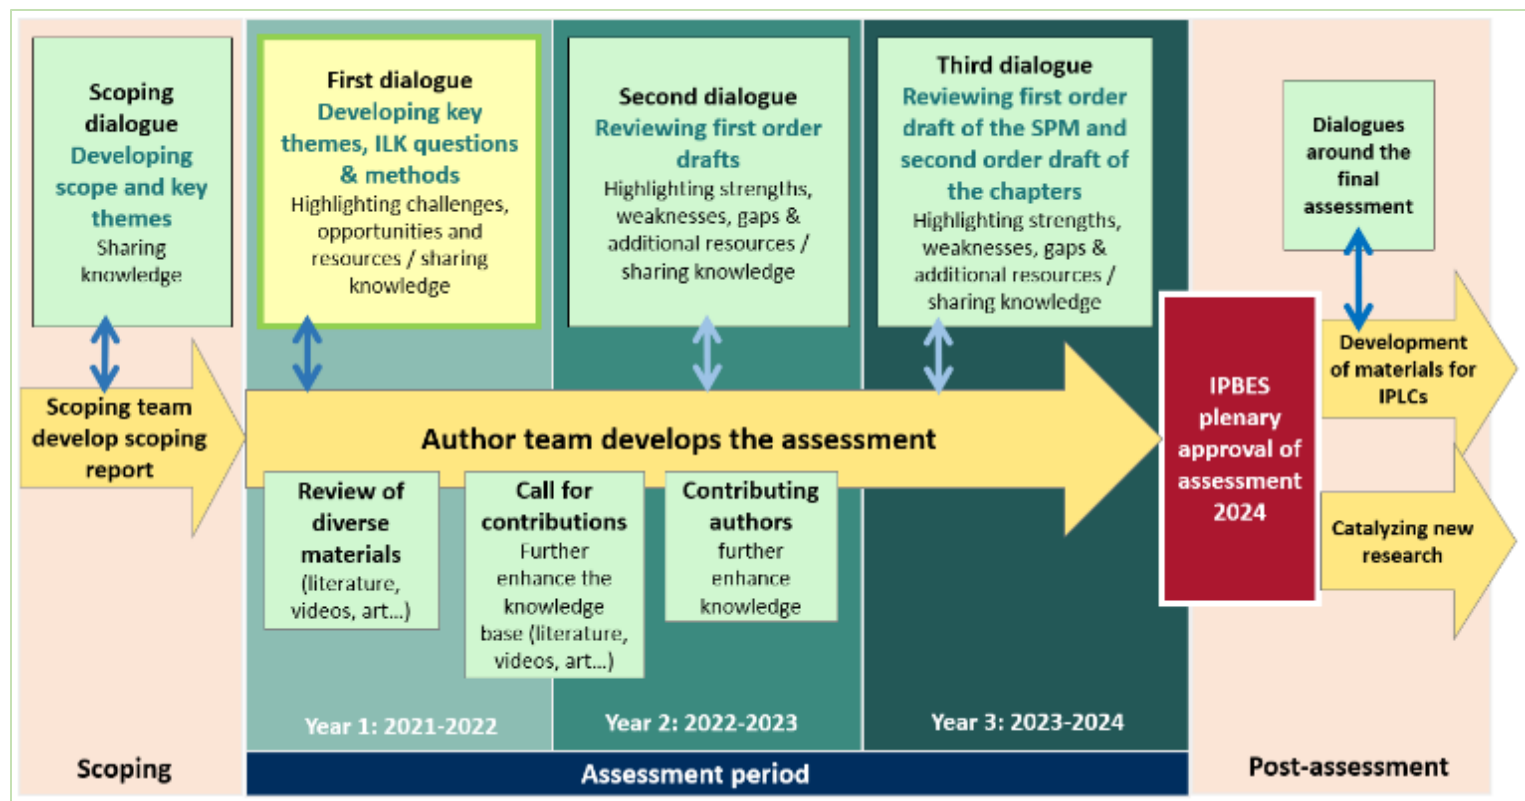 Scoping
dialogue
Developing
scope and key
themes
Sharing
knowledge
First dialogue
Developing key
themes, ILK questions
& methods
Highlighting challenges,
opportunities and
resources / sharing
knowledge
Second dialogue
Reviewing first order
drafts
Highlighting strengths,
weaknesses, gaps &
additional resources /
sharing knowledge
Third dialogue
Reviewing first order
draft of the SPM and
second order draft of
the chapters
Highlighting strengths,
weaknesses, gaps &
additional resources /
sharing knowledge
Dialogues
around the
final
assessment
Scoping team
develop scoping
report
Author team develops the assessment
IPBES
plenary
approval of
assessment
2024
Development
of materials for
IPLCs
Catalyzing new
research
Review of
diverse
materials
(literature,
videos, art...)
Call for
contributions
Further
enhance the
knowledge
base (literature,
videos, art...)
Contributing
authors
further
enhance
knowledge
Year 1: 2021-2022
Year 2: 2022-2023
Year 3: 2023-2024
Scoping
Assessment period
Post-assessment